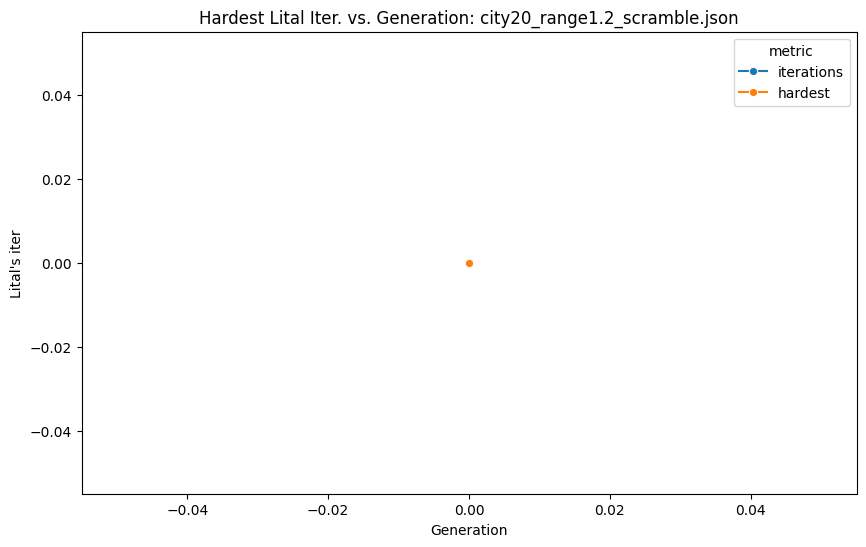 Hardest Lital Iter. vs. Generation: city20_range1.2_scramble.json
metric
iterations
hardest
0.04
0.02
0.00
−0.02
−0.04
Lital's iter
−0.04
−0.02
0.00
0.02
0.04
Generation